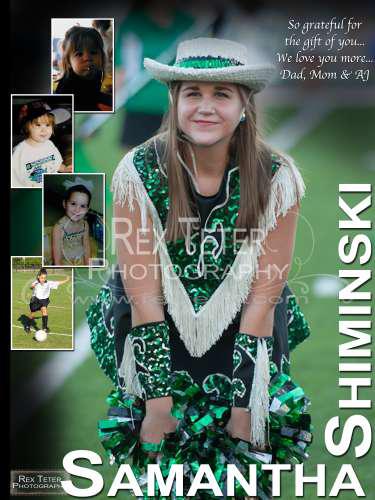 So grateful for
the gift of you...
We love you more...
Dad, Mom & AJ
REX TETER
PHOTOGRAPHY
REX TETER
PHOTOGRAPHY
SAMANTHA
SHIMINSKI